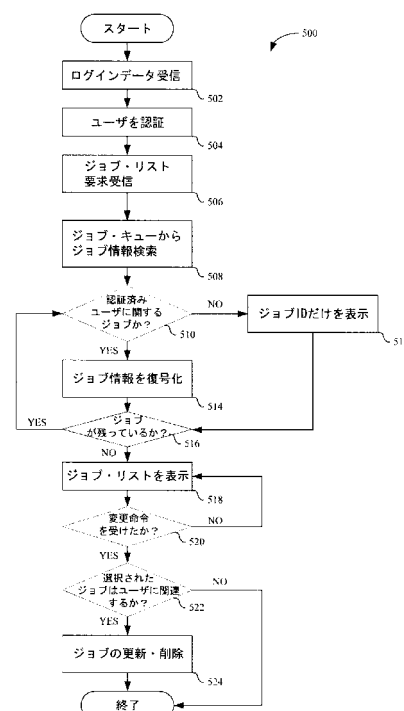 スタート
500
ログインデータ受信
502
ユーザを認証
504
ジョブ・リスト
要求受信
506
ジョブ・キューから
ジョブ情報検索
508
認証済み
ユーザに関する
ジョブか？
510
NO
ジョブIDだけを表示
51
YES
ジョブ情報を復号化
514
ジョブ
が残っているか？
516
YES
NO
ジョブ・リストを表示
518
変更命令
を受けたか？
520
NO
YES
選択された
ジョブはユーザに関連
するか？
522
NO
YES
ジョブの更新・削除
524
終了